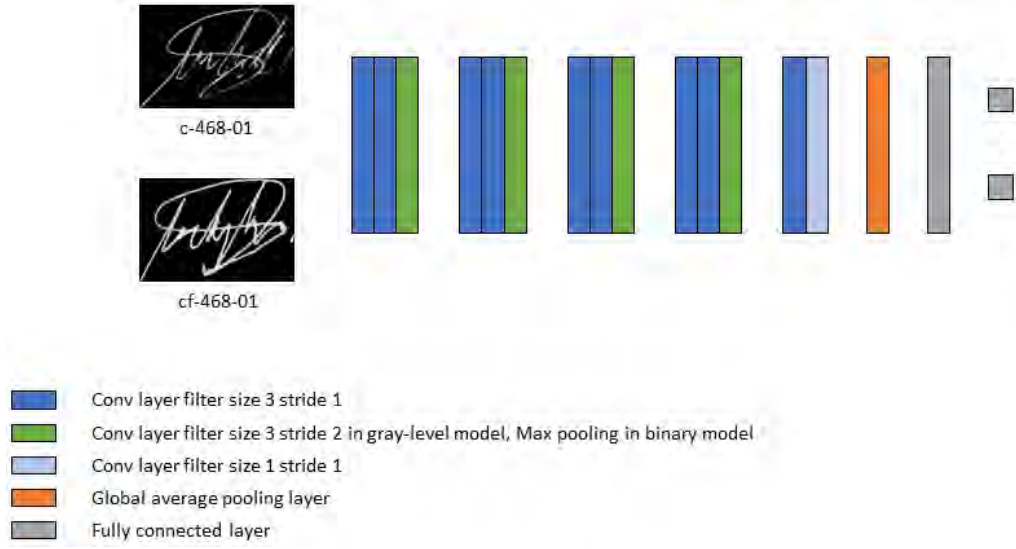 c-468-01
cf-468-01
Conv layer filter size 3 stride 1
Conv layer filter size 3 stride 2 in gray-level model, Max pooling in binary model
Conv layer filter size 1 stride 1
Global average pooling layer
Fully connected layer